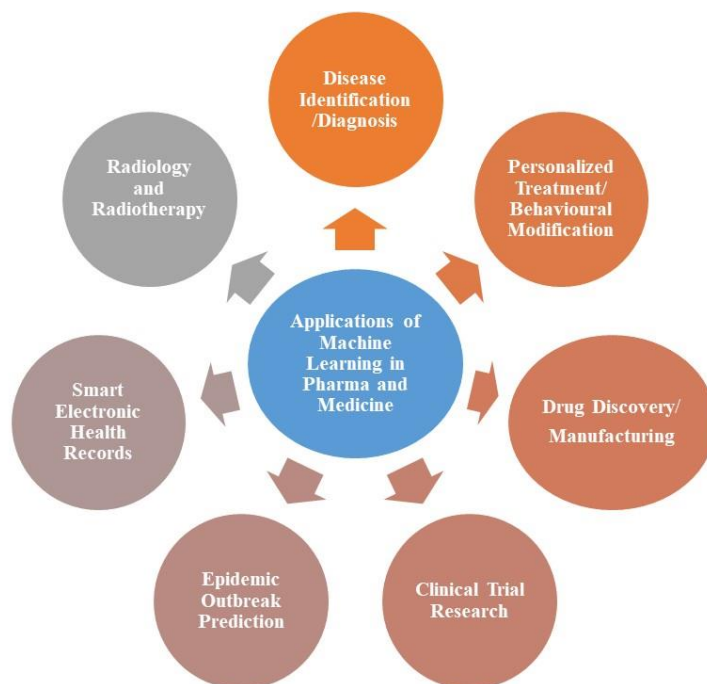 Disease
Identification
/Diagnosis
Personalized
Treatment/
Behavioural
Modification
Drug Discovery/
Manufacturing
Clinical Trial
Research
Epidemic
Outbreak
Prediction
Smart
Electronic
Health
Records
Radiology
and
Radiotherapy
Applications of
Machine
Learning in
Pharma and
Medicine